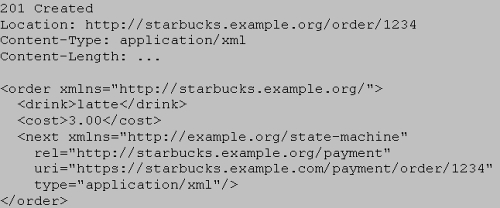 201 Created
Location: http://starbucks.example.org/order/1234
Content-Type: application/xml
Content-Length: ...

<order xmlns="http://starbucks.example.org/">
  <drink>latte</drink>
  <cost>3.00</cost>
  <next xmlns="http://example.org/state-machine"
    rel="http://starbucks.example.org/payment"
    uri="https://starbucks.example.com/payment/order/1234"
    type="application/xml"/>
</order>